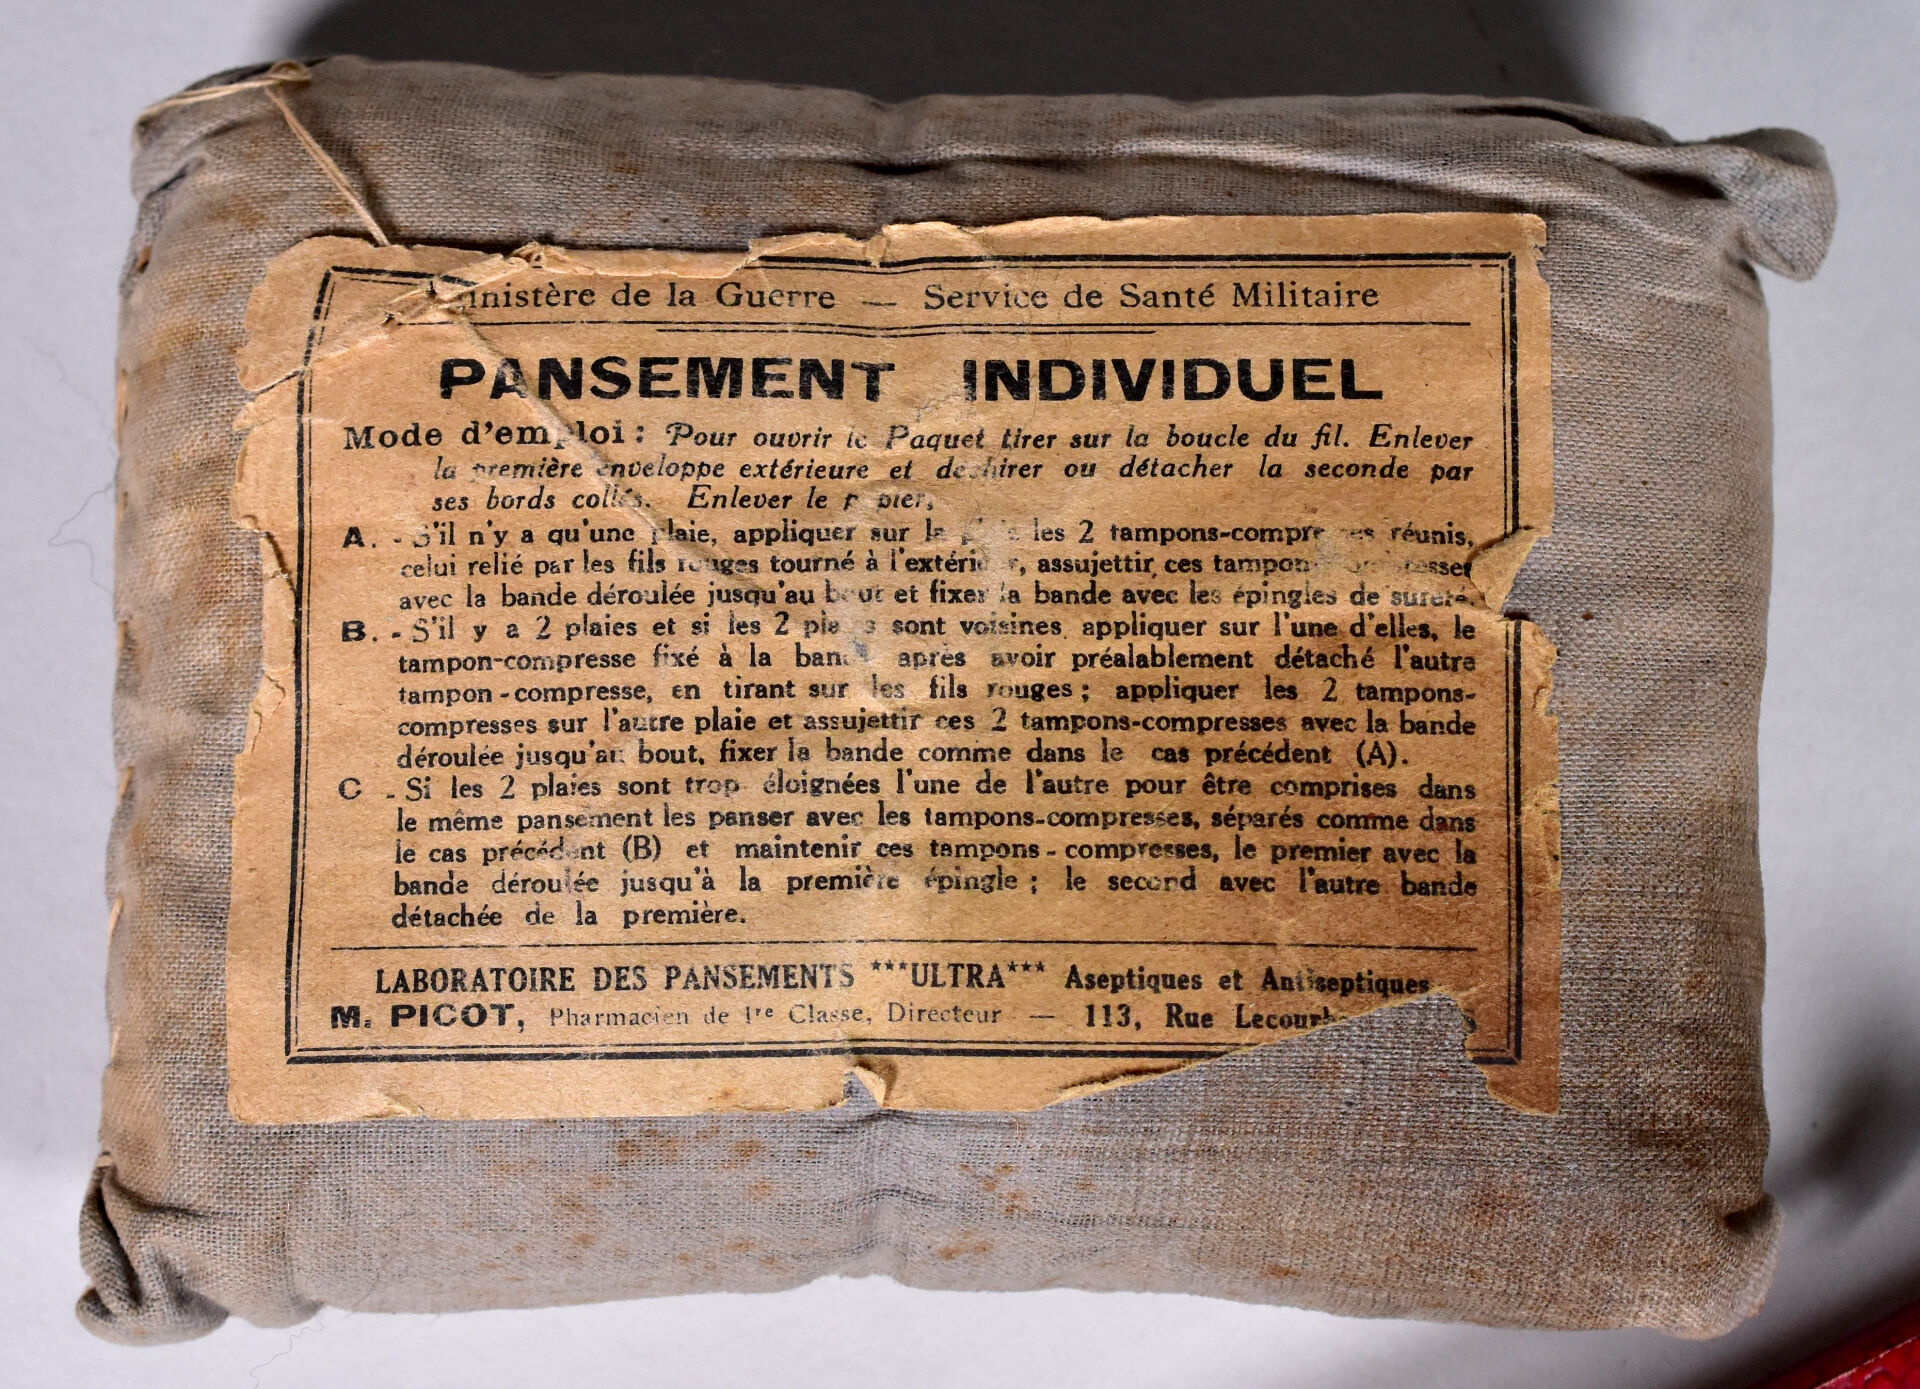 inistère de la Guerre — Service de Santé Militaire
PANSEMENT INDIVIDUEL
Mode d'emploi : Pour ouvrir le Paquet tirer sur la boucle du fil. Enlever
la première enveloppe extérieure et déchirer ou détacher la seconde par
ses bords collés. Enlever le papier.
A. - S'il n'y a qu'une plaie, appliquer sur la les 2 tampons-compresses réunis,
celui relié par les fils rouges tourné à l'extérieur, assujettir ces tampons-compresses
avec la bande déroulée jusqu'au bout et fixer la bande avec les épingles de sureté.
B. - S'il y a 2 plaies et si les 2 plaies sont voisines, appliquer sur l'une d'elles, le
tampon-compresse fixé à la bande après avoir préalablement détaché l'autre
tampon-compresse, en tirant sur les fils rouges ; appliquer les 2 tampons-
compresses sur l'autre plaie et assujettir ces 2 tampons-compresses avec la bande
déroulée jusqu'au bout, fixer la bande comme dans le cas précédent (A).
C - Si les 2 plaies sont trop éloignées l'une de l'autre pour être comprises dans
le même pansement les panser avec les tampons-compresses, séparés comme dans
le cas précédent (B) et maintenir ces tampons-compresses, le premier avec la
bande déroulée jusqu'à la première épingle ; le second avec l'autre bande
détachée de la première.
LABORATOIRE DES PANSEMENTS ***ULTRA*** Aseptiques et Antiseptiques
M. PICOT, Pharmacien de 1re Classe, Directeur — 113, Rue